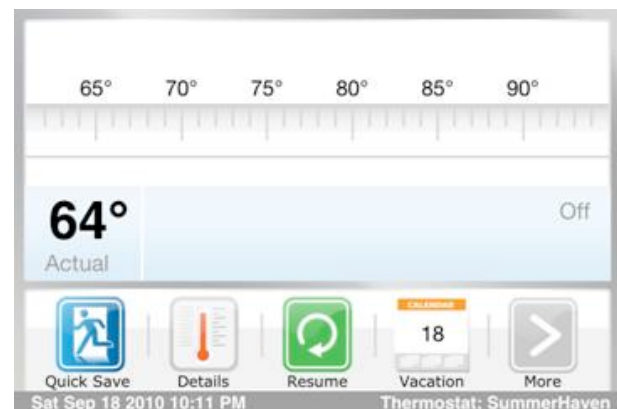 65° 70° 75° 80° 85° 90°
64°
Actual
Off
CALENDAR
18
Quick Save Details Resume Vacation More
Sat Sep 18 2010 10:11 PM Thermostat: SummerHaven